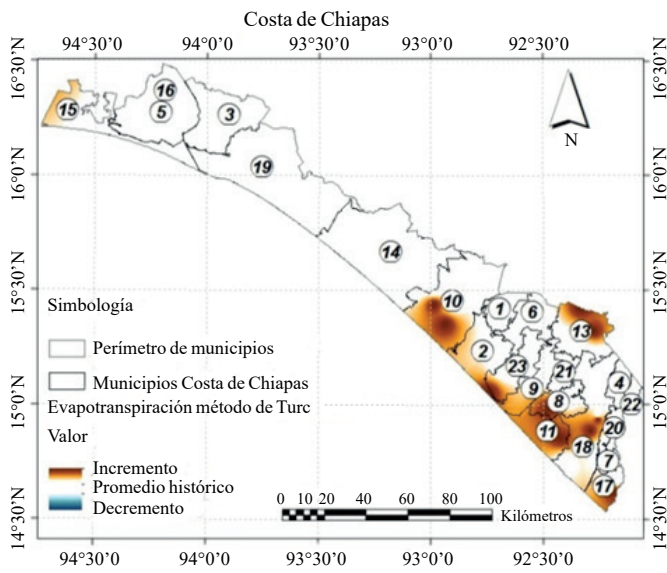 Costa de Chiapas
94°30'0 94°0'0 93°30'0 93°0'0 92°30'0
16°30'N 16°30'N
16°0'N 16°0'N
15°30'N 15°30'N
15°0'N 15°0'N
14°30'N 14°30'N
N
15
16
5
3
19
14
10
1
6
13
2
23
21
4
9
8
22
11
20
18
7
17
Simbología
Perímetro de municipios
Municipios Costa de Chiapas
Evapotranspiración método de Turc
Valor
Incremento
Promedio histórico
Decremento
0 10 20 40 60 80 100
Kilómetros
94°30'0 94°0'0 93°30'0 93°0'0 92°30'0